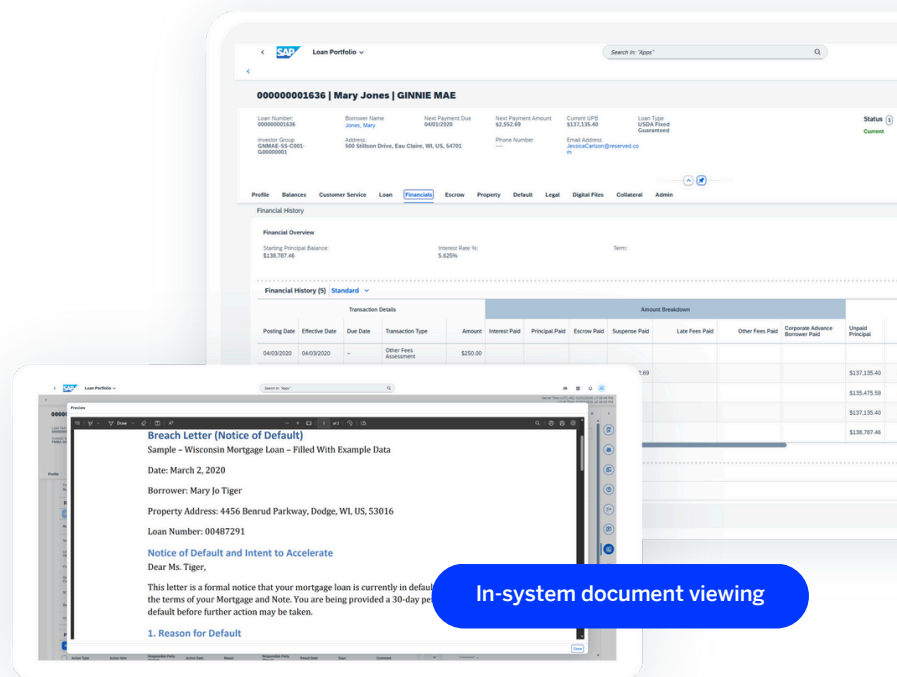 SAP Loan Portfolio
Search In: "Apps"
000000001636 | Mary Jones | GINNIE MAE
Loan Number: Borrower Name Next Payment Due Next Payment Amount Current UPB Loan Type Status
000000001636 Jones, Mary 04/01/2020 $2,552.69 $137,135.40 USDA Fixed Guaranteed Current
Investor Group Address: Phone Number Email Address
GNMAE-SS-C001- 500 Stillson Drive, Eau Claire, WI, US, 54701 ---- JessicaCarlson@reserved.co
G00000001 m
Profile Balances Customer Service Loan Financials Escrow Property Default Legal Digital Files Collateral Admin
Financial History
Financial Overview
Starting Principal Balance: Interest Rate %: Term:
$138,787.46 5.625%
Financial History (5) Standard
Transaction Details Amount Breakdown
Posting Date Effective Date Due Date Transaction Type Amount Interest Paid Principal Paid Escrow Paid Suspense Paid Late Fees Paid Other Fees Paid Corporate Advance Borrower Paid Unpaid Principal
04/03/2020 04/03/2020 – Other Fees Assessment $250.00
$137,135.40
$135,475.59
$137,135.40
$138,787.46
SAP Loan Portfolio
Search In: "Apps"
Preview
Draw
Breach Letter (Notice of Default)
Sample – Wisconsin Mortgage Loan – Filled With Example Data
Date: March 2, 2020
Borrower: Mary Jo Tiger
Property Address: 4456 Benrud Parkway, Dodge, WI, US, 53016
Loan Number: 00487291
Notice of Default and Intent to Accelerate
Dear Ms. Tiger,
This letter is a formal notice that your mortgage loan is currently in
the terms of your Mortgage and Note. You are being provided a 30-day
default before further action may be taken.
1. Reason for Default
Close
In-system document viewing